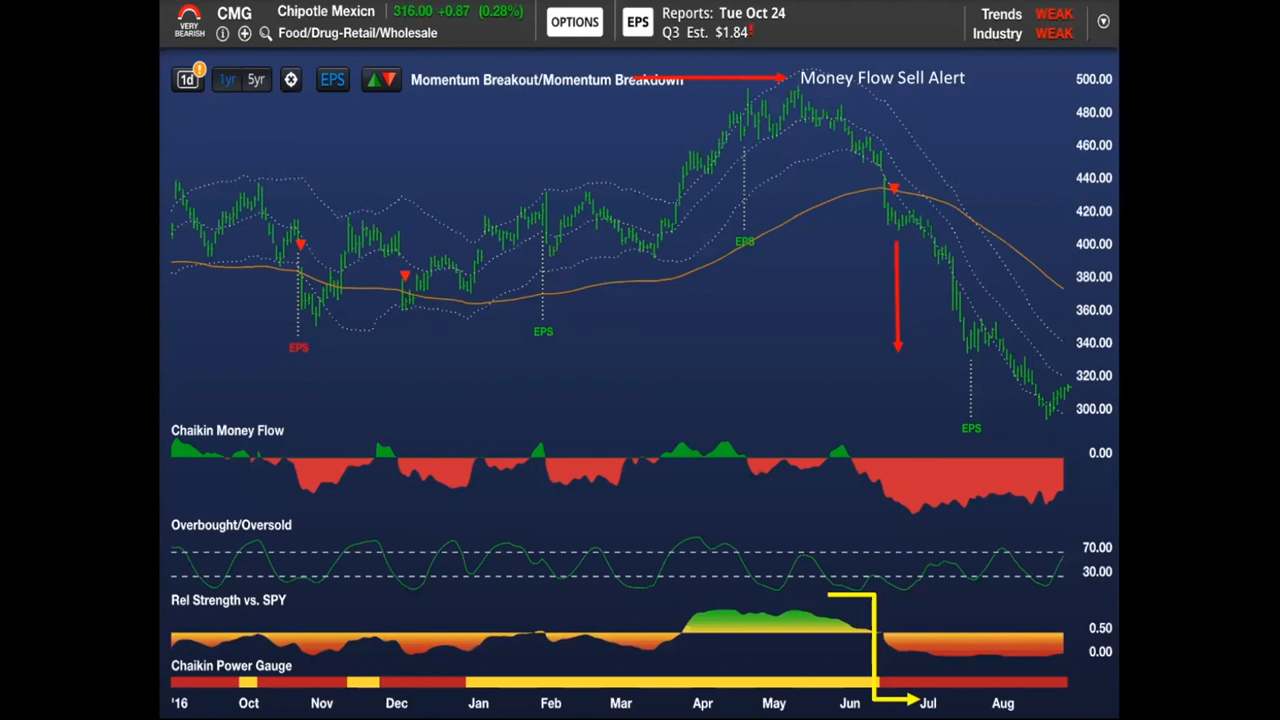 VERY
BEARISH
CMG
Food/Drug-Retail/Wholesale
Chipotle Mexicn
316.00 +0.87 (0.28%)
OPTIONS
EPS
Reports: Tue Oct 24
Q3 Est. $1.84
Trends WEAK
Industry WEAK
1d
1yr 5yr
EPS
Momentum Breakout/Momentum Breakdown
Money Flow Sell Alert
500.00
480.00
460.00
440.00
420.00
400.00
380.00
360.00
340.00
320.00
300.00
EPS
EPS
EPS
EPS
Chaikin Money Flow
0.00
Overbought/Oversold
70.00
30.00
Rel Strength vs. SPY
0.50
0.00
Chaikin Power Gauge
'16 Oct Nov Dec Jan Feb Mar Apr May Jun Jul Aug